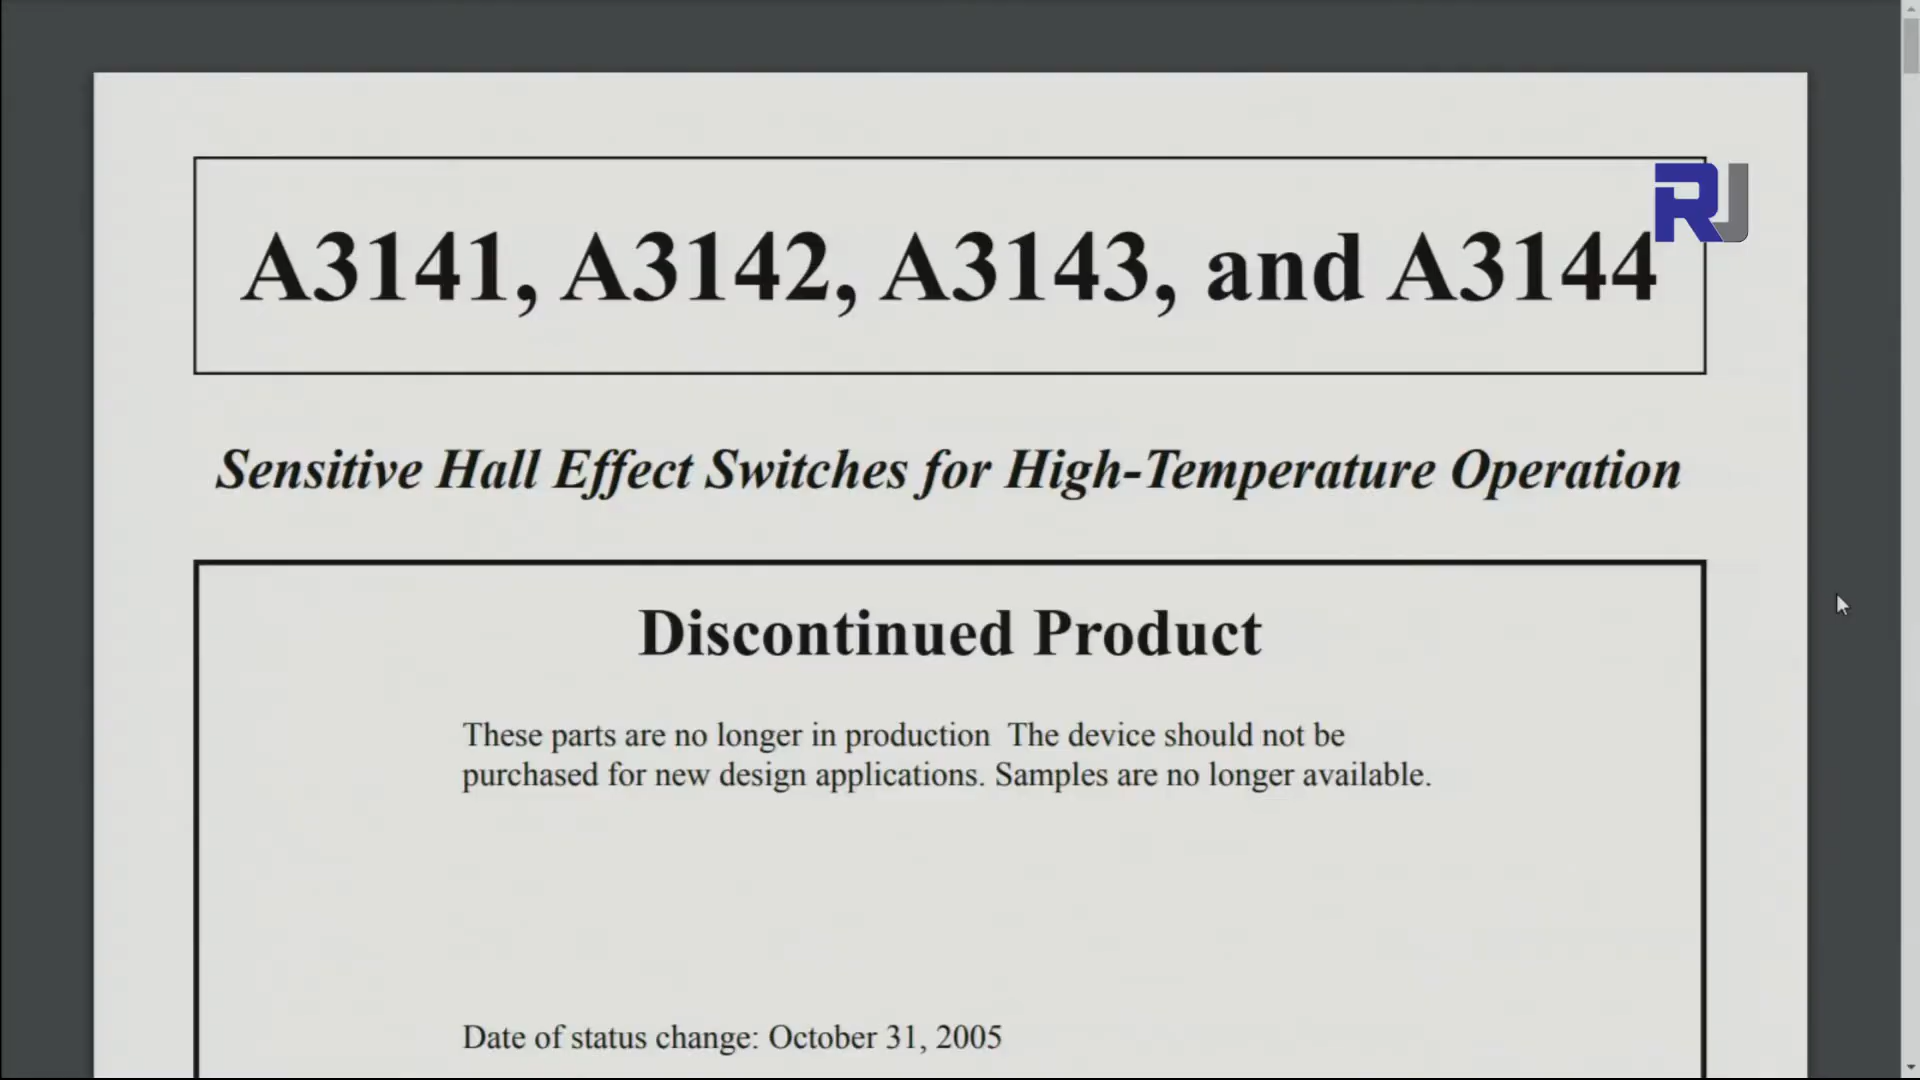 RJ
A3141, A3142, A3143, and A3144
Sensitive Hall Effect Switches for High-Temperature Operation
Discontinued Product
These parts are no longer in production  The device should not be
purchased for new design applications. Samples are no longer available.
Date of status change: October 31, 2005